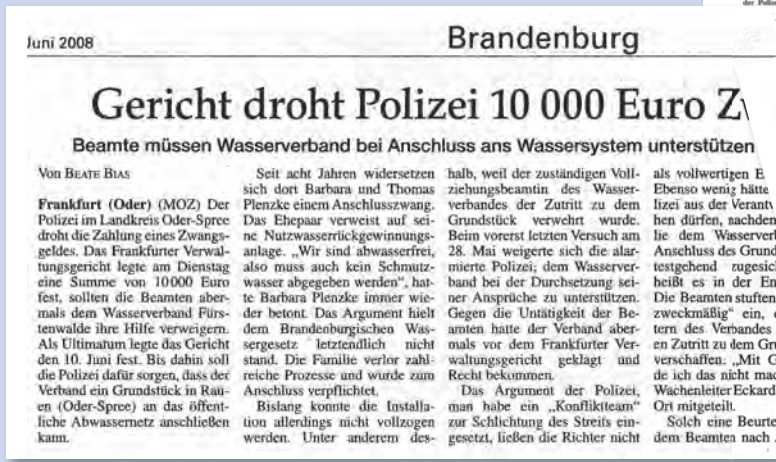 der Polize
Juni 2008
Brandenburg
Gericht droht Polizei 10 000 Euro Zw
Beamte müssen Wasserverband bei Anschluss ans Wassersystem unterstützen
Von BEATE BIAS
Frankfurt (Oder) (MOZ) Der
Polizei im Landkreis Oder-Spree
droht die Zahlung eines Zwangs-
geldes. Das Frankfurter Verwal-
tungsgericht legte am Dienstag
eine Summe von 10000 Euro
fest, sollten die Beamten aber-
mals dem Wasserverband Fürs-
tenwalde ihre Hilfe verweigern.
Als Ultimatum legte das Gericht
den 10. Juni fest. Bis dahin soll
die Polizei dafür sorgen, dass der
Verband ein Grundstück in Rau-
en (Oder-Spree) an das öffent-
liche Abwassernetz anschließen
kann.
Seit acht Jahren widersetzen
sich dort Barbara und Thomas
Plenzke einem Anschlusszwang.
Das Ehepaar verweist auf sei-
ne Nutzwasserrückgewinnungs-
anlage. „Wir sind abwasserfrei,
also muss auch kein Schmutz-
wasser abgegeben werden“, hat-
te Barbara Plenzke immer wie-
der betont. Das Argument hielt
dem Brandenburgischen Was-
sergesetz letztendlich nicht
stand. Die Familie verlor zahl-
reiche Prozesse und wurde zum
Anschluss verpflichtet.
Bislang konnte die Installa-
tion allerdings nicht vollzogen
werden. Unter anderem des-
halb, weil der zuständigen Voll-
ziehungsbeamtin des Wasser-
verbandes der Zutritt zu dem
Grundstück verwehrt wurde.
Beim vorerst letzten Versuch am
28. Mai weigerte sich die alar-
mierte Polizei, dem Wasserver-
band bei der Durchsetzung sei-
ner Ansprüche zu unterstützen.
Gegen die Untätigkeit der Be-
amten hatte der Verband aber-
mals vor dem Frankfurter Ver-
waltungsgericht geklagt und
Recht bekommen.
Das Argument der Polizei,
man habe ein „Konfliktteam“
zur Schlichtung des Streits ein-
gesetzt, ließen die Richter nicht
als vollwertigen E
Ebenso wenig hätte
lizei aus der Verantw
hen dürfen, nachdem
lie dem Wasserverb
Anschluss des Grund
testgehend zugesic
heißt es in der En
Die Beamten stuften
zweckmäßig“ ein,
tern des Verbandes
en Zutritt zu dem Gru
verschaffen. „Mit G
de ich das nicht mac
Wachenleiter Eckard
Ort mitgeteilt.
Solch eine Beurte
dem Beamten nach